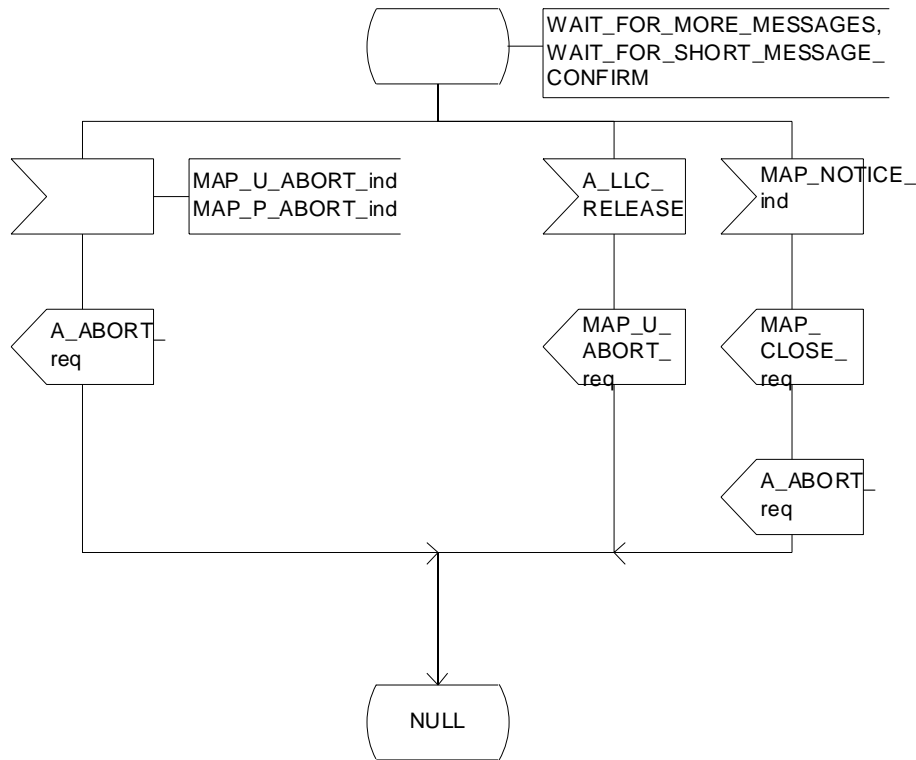 WAIT_FOR_MORE_MESSAGES,
WAIT_FOR_SHORT_MESSAGE_
CONFIRM
MAP_U_ABORT_ind
MAP_P_ABORT_ind
A_LLC_
RELEASE
MAP_NOTICE_
ind
A_ABORT_
req
MAP_U_
ABORT_
req
MAP_
CLOSE_
req
A_ABORT_
req
NULL